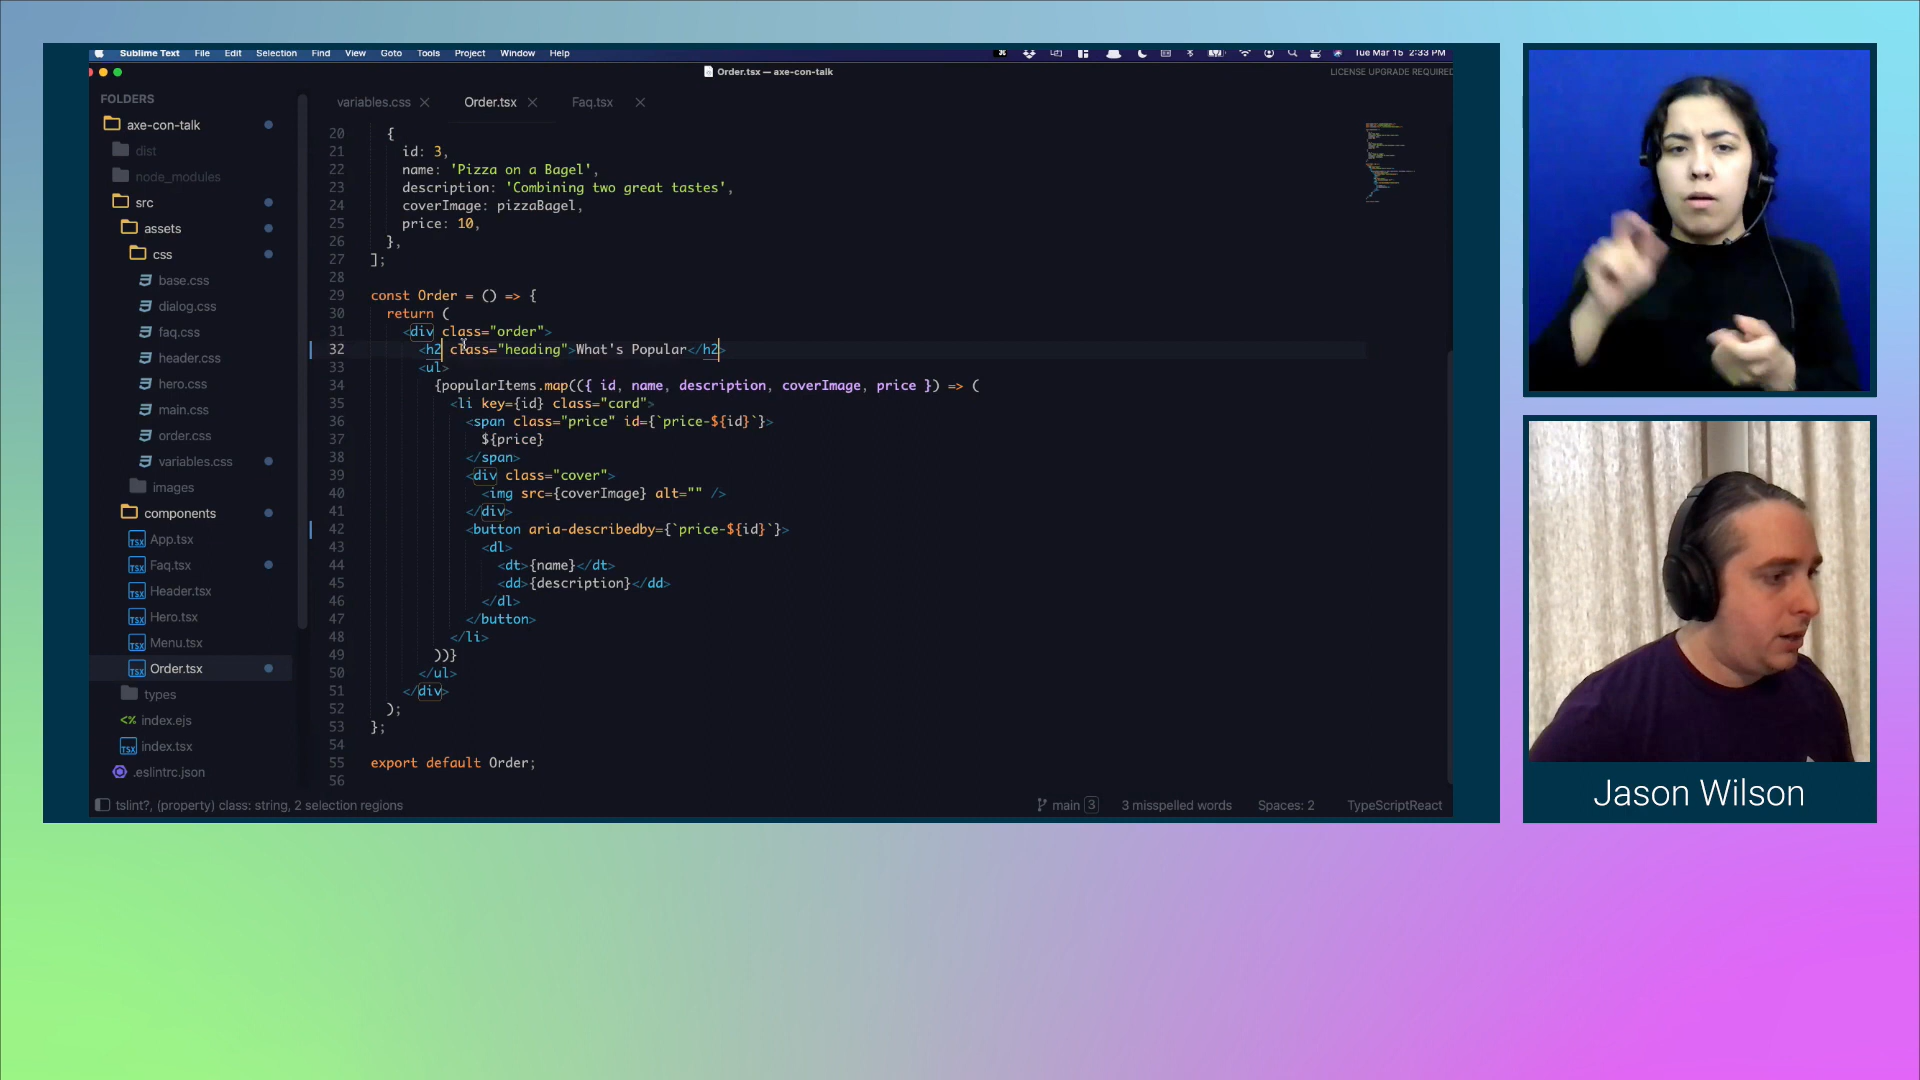 Sublime Text File Edit Selection Find View Goto Tools Project Window Help
Tue Mar 15 2:33 PM
Order.tsx — axe-con-talk
LICENSE UPGRADE REQUIRED
FOLDERS
axe-con-talk
dist
node_modules
src
assets
css
base.css
dialog.css
faq.css
header.css
hero.css
main.css
order.css
variables.css
images
components
App.tsx
Faq.tsx
Header.tsx
Hero.tsx
Menu.tsx
Order.tsx
types
index.ejs
index.tsx
.eslintrc.json
variables.css Order.tsx Faq.tsx
20 {
21 id: 3,
22 name: 'Pizza on a Bagel',
23 description: 'Combining two great tastes',
24 coverImage: pizzaBagel,
25 price: 10,
26 },
27 ];
28
29 const Order = () => {
30 return (
31 <div class="order">
32 <h2 class="heading">What's Popular</h2>
33 <ul>
34 {popularItems.map(({ id, name, description, coverImage, price }) => (
35 <li key={id} class="card">
36 <span class="price" id={`price-${id}`}>
37 ${price}
38 </span>
39 <div class="cover">
40 <img src={coverImage} alt="" />
41 </div>
42 <button aria-describedby={`price-${id}`}>
43 <dl>
44 <dt>{name}</dt>
45 <dd>{description}</dd>
46 </dl>
47 </button>
48 </li>
49 ))}
50 </ul>
51 </div>
52 );
53 };
54
55 export default Order;
56
tslint?, (property) class: string, 2 selection regions
main 3 3 misspelled words Spaces: 2 TypeScriptReact
Jason Wilson